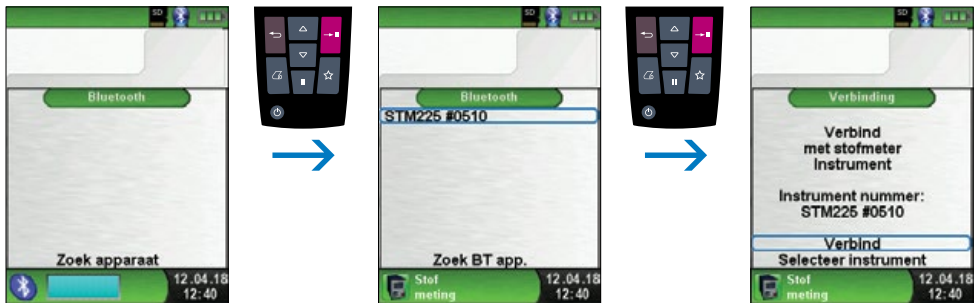 SD
Bluetooth
Zoek apparaat
12.04.18
12:40
SD
Bluetooth
STM225 #0510
Zoek BT app.
Stof
meting
12.04.18
12:40
SD
Verbinding
Verbind
met stofmeter
Instrument
Instrument nummer:
STM225 #0510
Verbind
Selecteer instrument
Stof
meting
12.04.18
12:40